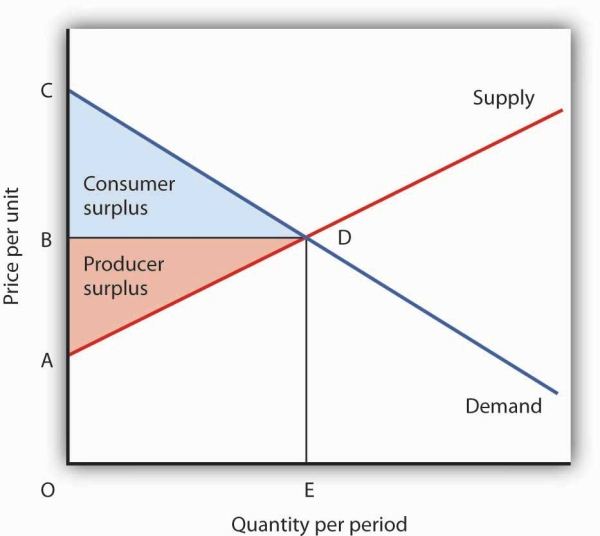 C
Supply
Consumer
surplus
Price per unit
B
D
Producer
surplus
A
Demand
O
E
Quantity per period